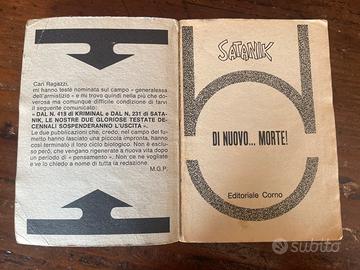 Cari Ragazzi,
mi hanno testé nominata sul campo « generalessa
dell'armistizio » e mi trovo quindi nella più che do-
verosa ma comunque difficile condizione di farvi
il seguente comunicato:
« DAL N. 419 di KRIMINAL e DAL N. 231 di SATA-
NIK, LE NOSTRE DUE GLORIOSE TESTATE DE-
CENNALI SOSPENDERANNO L'USCITA ».
Le due pubblicazioni che, credo, nel campo del fu-
metto hanno lasciato una piccola impronta, hanno
così terminato il loro ciclo biologico. Non è esclu-
so però, che vengano rigenerate a nuova vita dopo
un periodo di « pensamento ». Non ce ne vogliate
e ve lo chiedo a nome di tutta la redazione.
M.G.P.
SATANIK
DI NUOVO... MORTE!
Editoriale Corno
subito